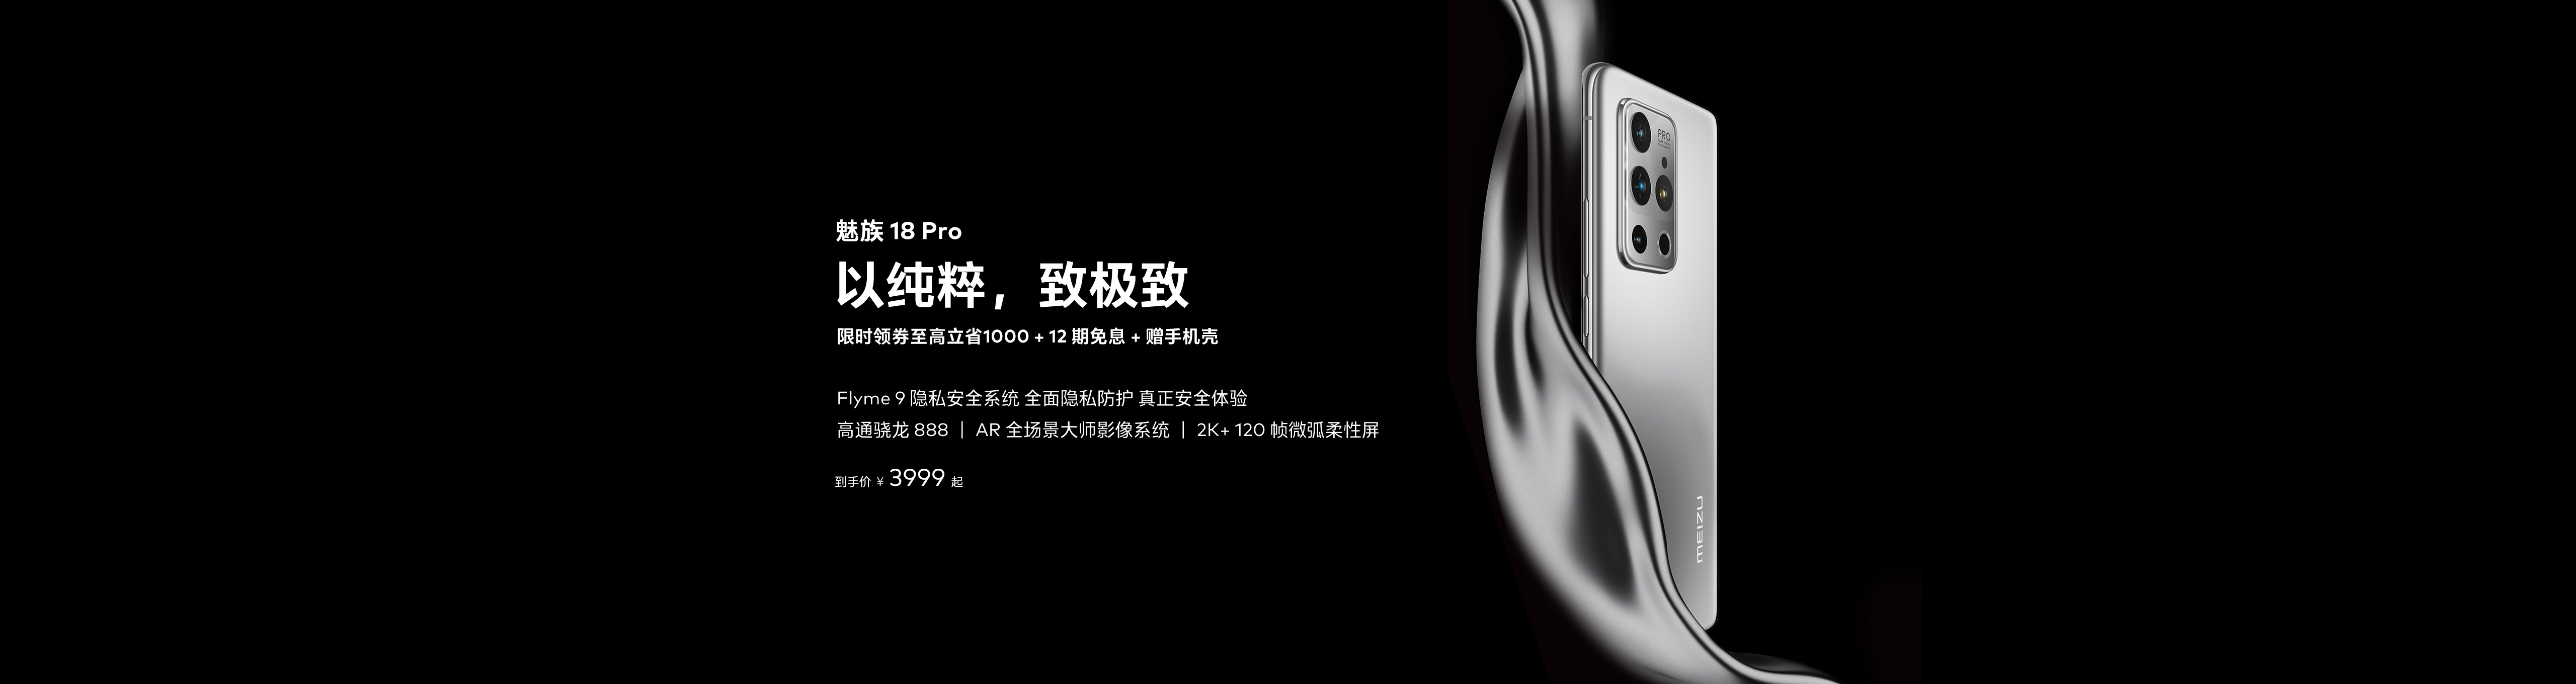 魅族 18 Pro
以纯粹，致极致
限时领券至高立省1000 + 12 期免息 + 赠手机壳
Flyme 9 隐私安全系统 全面隐私防护 真正安全体验
高通骁龙 888 ｜ AR 全场景大师影像系统 ｜ 2K+ 120 帧微弧柔性屏
到手价 ¥ 3999 起
PRO
MEIZU